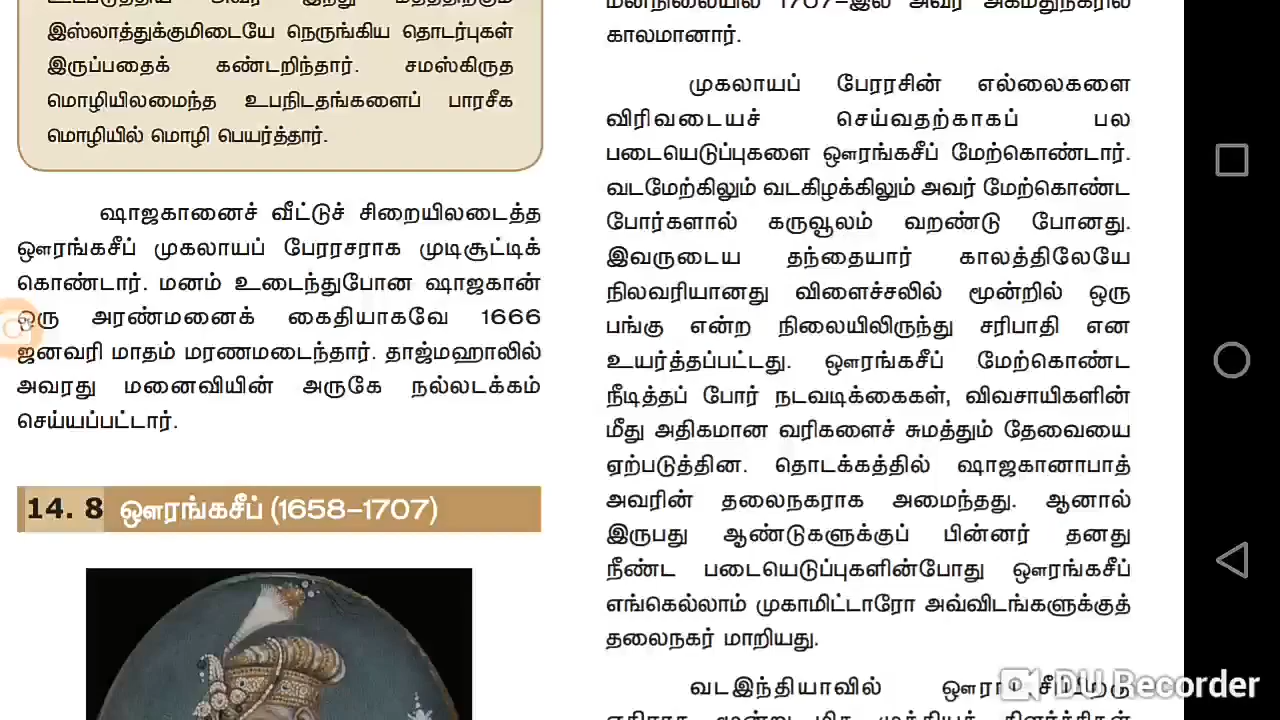 இஸ்லாத்துக்குமிடையே நெருங்கிய தொடர்புகள்
இருப்பதைக் கண்டறிந்தார். சமஸ்கிருத
மொழியிலமைந்த உபநிடதங்களைப் பாரசீக
மொழியில் மொழி பெயர்த்தார்.
ஷாஜகானைச் வீட்டுச் சிறையிலடைத்த
ஔரங்கசீப் முகலாயப் பேரரசராக முடிசூட்டிக்
கொண்டார். மனம் உடைந்துபோன ஷாஜகான்
ஒரு அரண்மனைக் கைதியாகவே 1666
ஜனவரி மாதம் மரணமடைந்தார். தாஜ்மஹாலில்
அவரது மனைவியின் அருகே நல்லடக்கம்
செய்யப்பட்டார்.
14. 8 ஔரங்கசீப் (1658–1707)
மனநிலையில் 1707–இல் அவர் அகமதுநகரில்
காலமானார்.
முகலாயப் பேரரசின் எல்லைகளை
விரிவடையச் செய்வதற்காகப் பல
படையெடுப்புகளை ஔரங்கசீப் மேற்கொண்டார்.
வடமேற்கிலும் வடகிழக்கிலும் அவர் மேற்கொண்ட
போர்களால் கருவூலம் வறண்டு போனது.
இவருடைய தந்தையார் காலத்திலேயே
நிலவரியானது விளைச்சலில் மூன்றில் ஒரு
பங்கு என்ற நிலையிலிருந்து சரிபாதி என
உயர்த்தப்பட்டது. ஔரங்கசீப் மேற்கொண்ட
நீடித்தப் போர் நடவடிக்கைகள், விவசாயிகளின்
மீது அதிகமான வரிகளைச் சுமத்தும் தேவையை
ஏற்படுத்தின. தொடக்கத்தில் ஷாஜகானாபாத்
அவரின் தலைநகராக அமைந்தது. ஆனால்
இருபது ஆண்டுகளுக்குப் பின்னர் தனது
நீண்ட படையெடுப்புகளின்போது ஔரங்கசீப்
எங்கெல்லாம் முகாமிட்டாரோ அவ்விடங்களுக்குத்
தலைநகர் மாறியது.
வடஇந்தியாவில்
DU Recorder